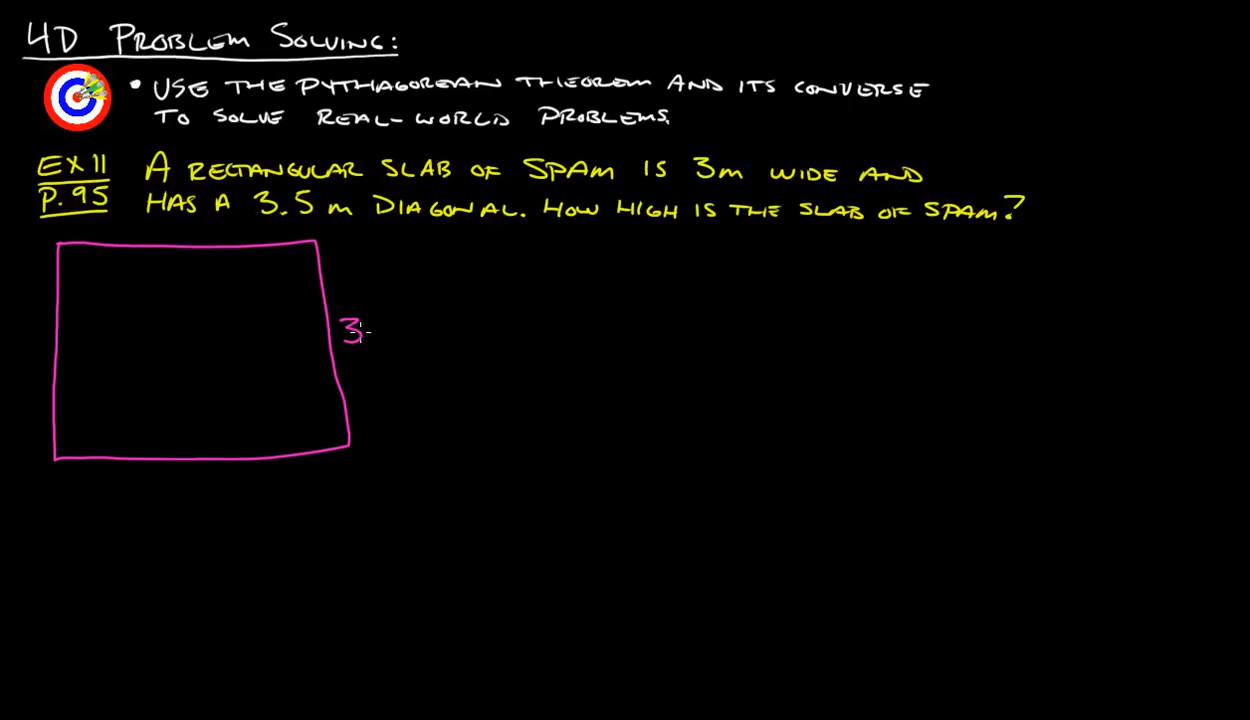 4D PROBLEM SOLVING:
• USE THE PYTHAGOREAN THEOREM AND ITS CONVERSE
TO SOLVE REAL-WORLD PROBLEMS.
EX 11 A RECTANGULAR SLAB OF SPAM IS 3m WIDE AND
P. 95 HAS A 3.5 m DIAGONAL. HOW HIGH IS THE SLAB OF SPAM?
3